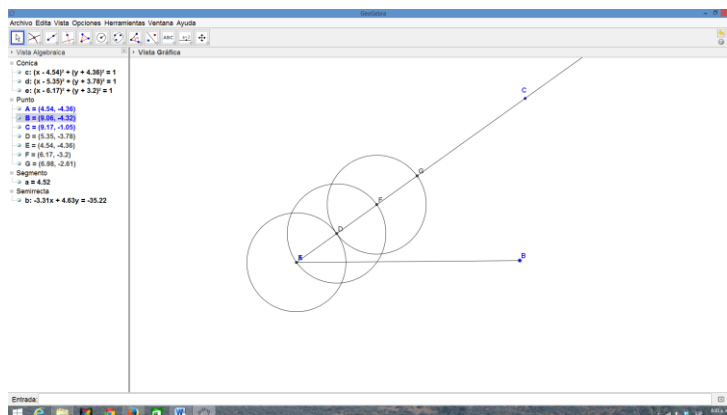 GeoGebra
Archivo Edita Vista Opciones Herramientas Ventana Ayuda
ABC a=2
Vista Algebraica
Vista Gráfica
Cónica
c: (x - 4.54)² + (y + 4.36)² = 1
d: (x - 5.35)² + (y + 3.78)² = 1
e: (x - 6.17)² + (y + 3.2)² = 1
Punto
A = (4.54, -4.36)
B = (9.06, -4.32)
C = (9.17, -1.05)
D = (5.35, -3.78)
E = (4.54, -4.36)
F = (6.17, -3.2)
G = (6.98, -2.61)
Segmento
a = 4.52
Semirrecta
b: -3.31x + 4.63y = -35.22
C
G
F
D
B
Entrada: